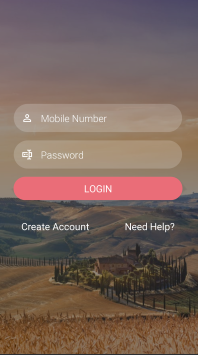 Mobile Number
Password
LOGIN
Create Account Need Help?